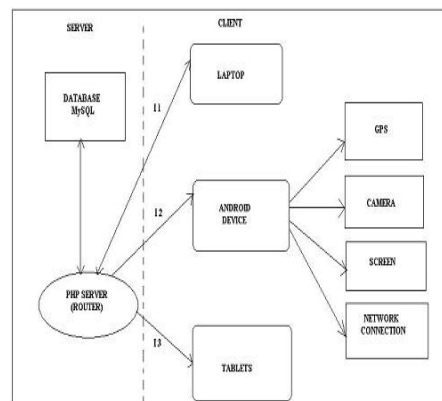 SERVER
CLIENT
DATABASE
MySQL
LAPTOP
I1
GPS
I2
ANDROID
DEVICE
CAMERA
SCREEN
PHP SERVER
(ROUTER)
I3
NETWORK
CONNECTION
TABLETS